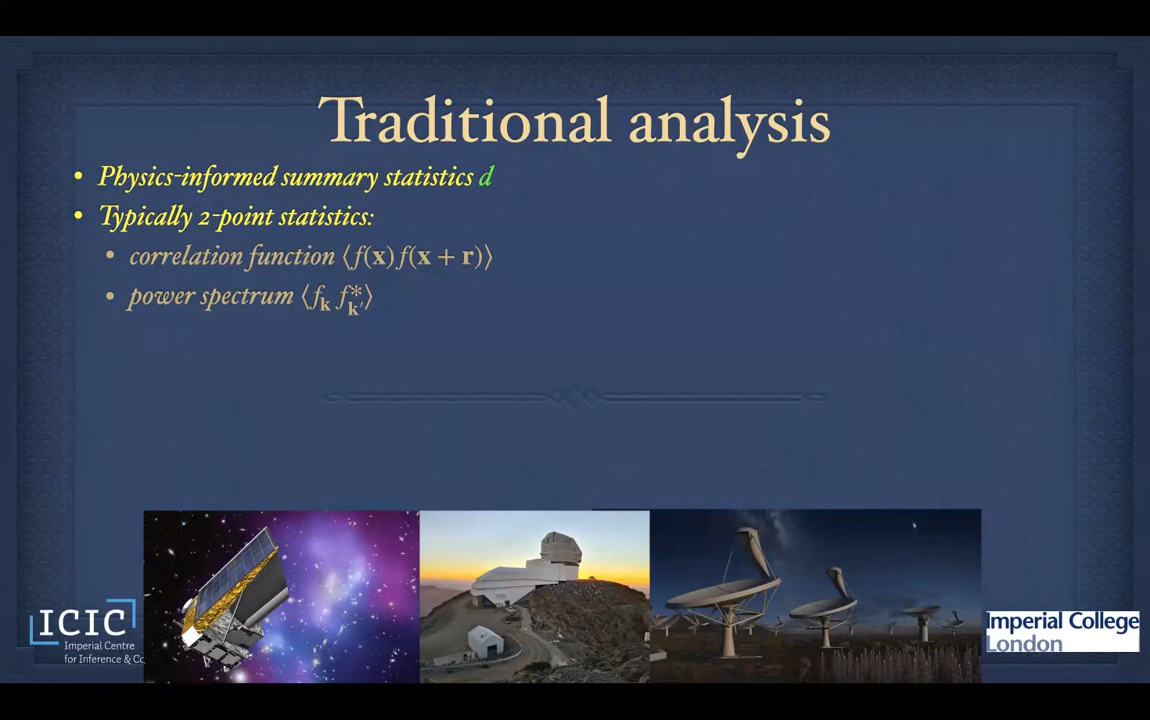 Traditional analysis
• Physics-informed summary statistics d
• Typically 2-point statistics:
• correlation function ⟨f(x) f(x + r)⟩
• power spectrum ⟨f_k f*_k′⟩
ICIC
Imperial Centre
for Inference & Co
Imperial College
London